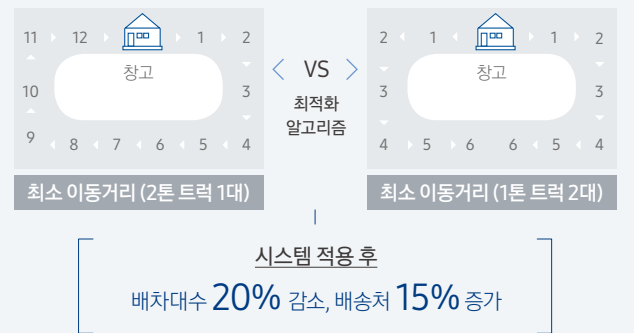 11 12 1 2
창고
10 3
9 8 7 6 5 4
최소 이동거리 (2톤 트럭 1대)
VS
최적화
알고리즘
2 1 1 2
창고
3 3
4 5 6 6 5 4
최소 이동거리 (1톤 트럭 2대)
시스템 적용 후
배차대수 20% 감소, 배송처 15% 증가